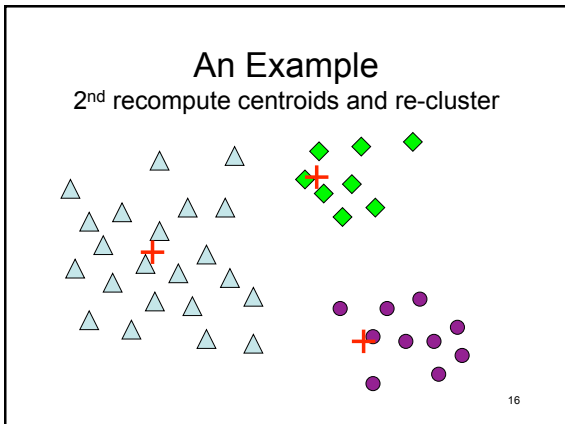 An Example
2nd recompute centroids and re-cluster
16